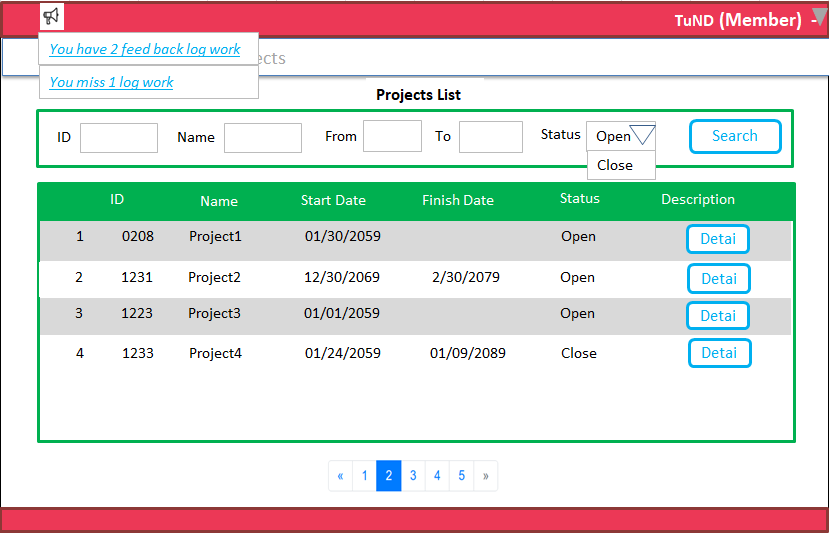 TuND (Member) -
You have 2 feed back log work
ects
You miss 1 log work
Projects List
ID Name From To Status Open Search
Close
ID Name Start Date Finish Date Status Description
1 0208 Project1 01/30/2059 Open Detai
2 1231 Project2 12/30/2069 2/30/2079 Open Detai
3 1223 Project3 01/01/2059 Open Detai
4 1233 Project4 01/24/2059 01/09/2089 Close Detai
« 1 2 3 4 5 »